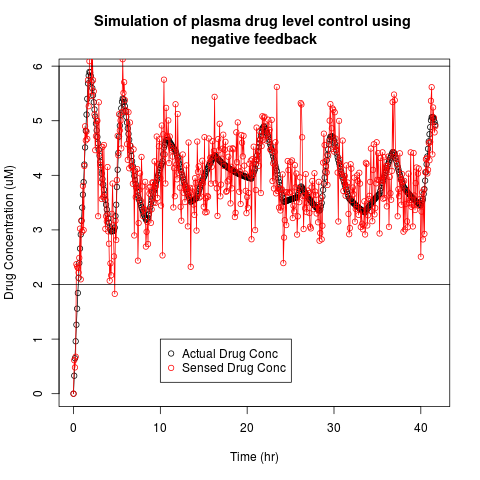 Simulation of plasma drug level control using
negative feedback
Drug Concentration (uM)
6
5
4
3
2
1
0
Actual Drug Conc
Sensed Drug Conc
0 10 20 30 40
Time (hr)